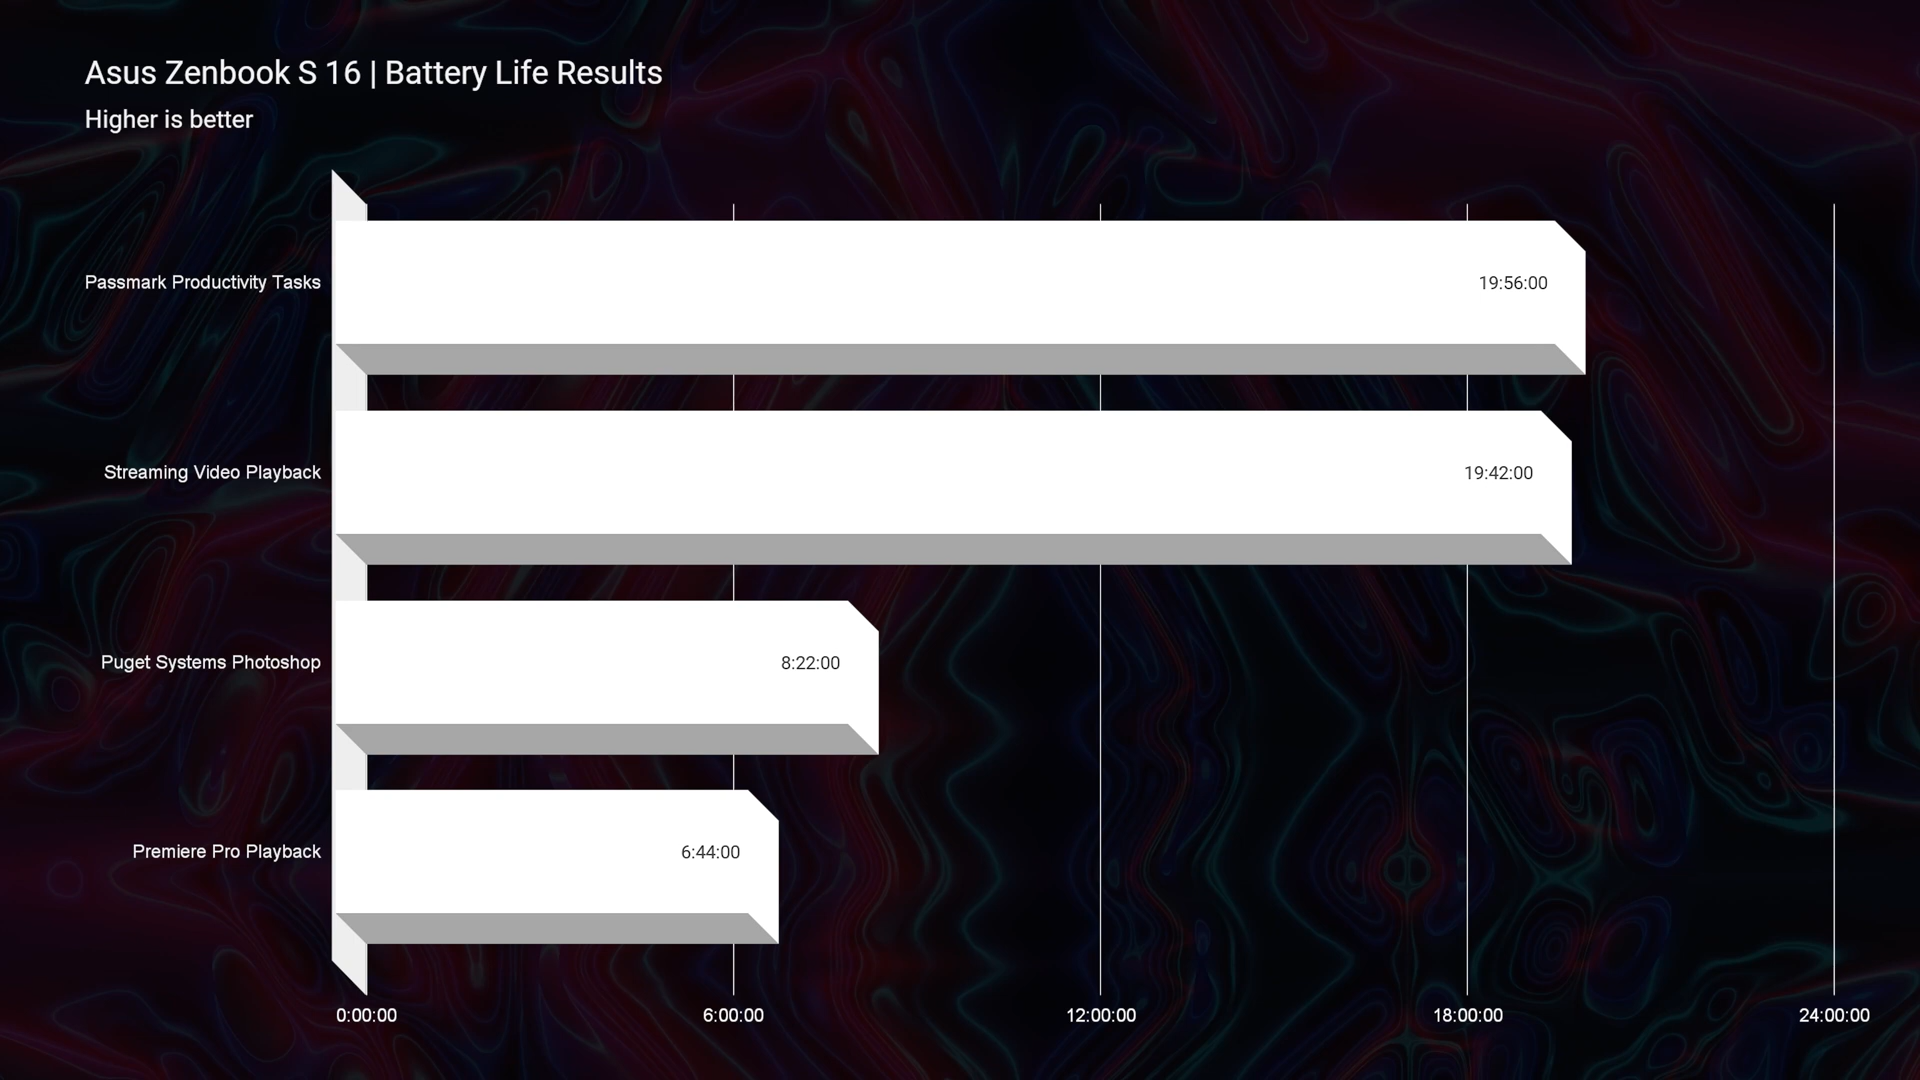 Asus Zenbook S 16 | Battery Life Results
Higher is better
Passmark Productivity Tasks
19:56:00
Streaming Video Playback
19:42:00
Puget Systems Photoshop
8:22:00
Premiere Pro Playback
6:44:00
0:00:00
6:00:00
12:00:00
18:00:00
24:00:00